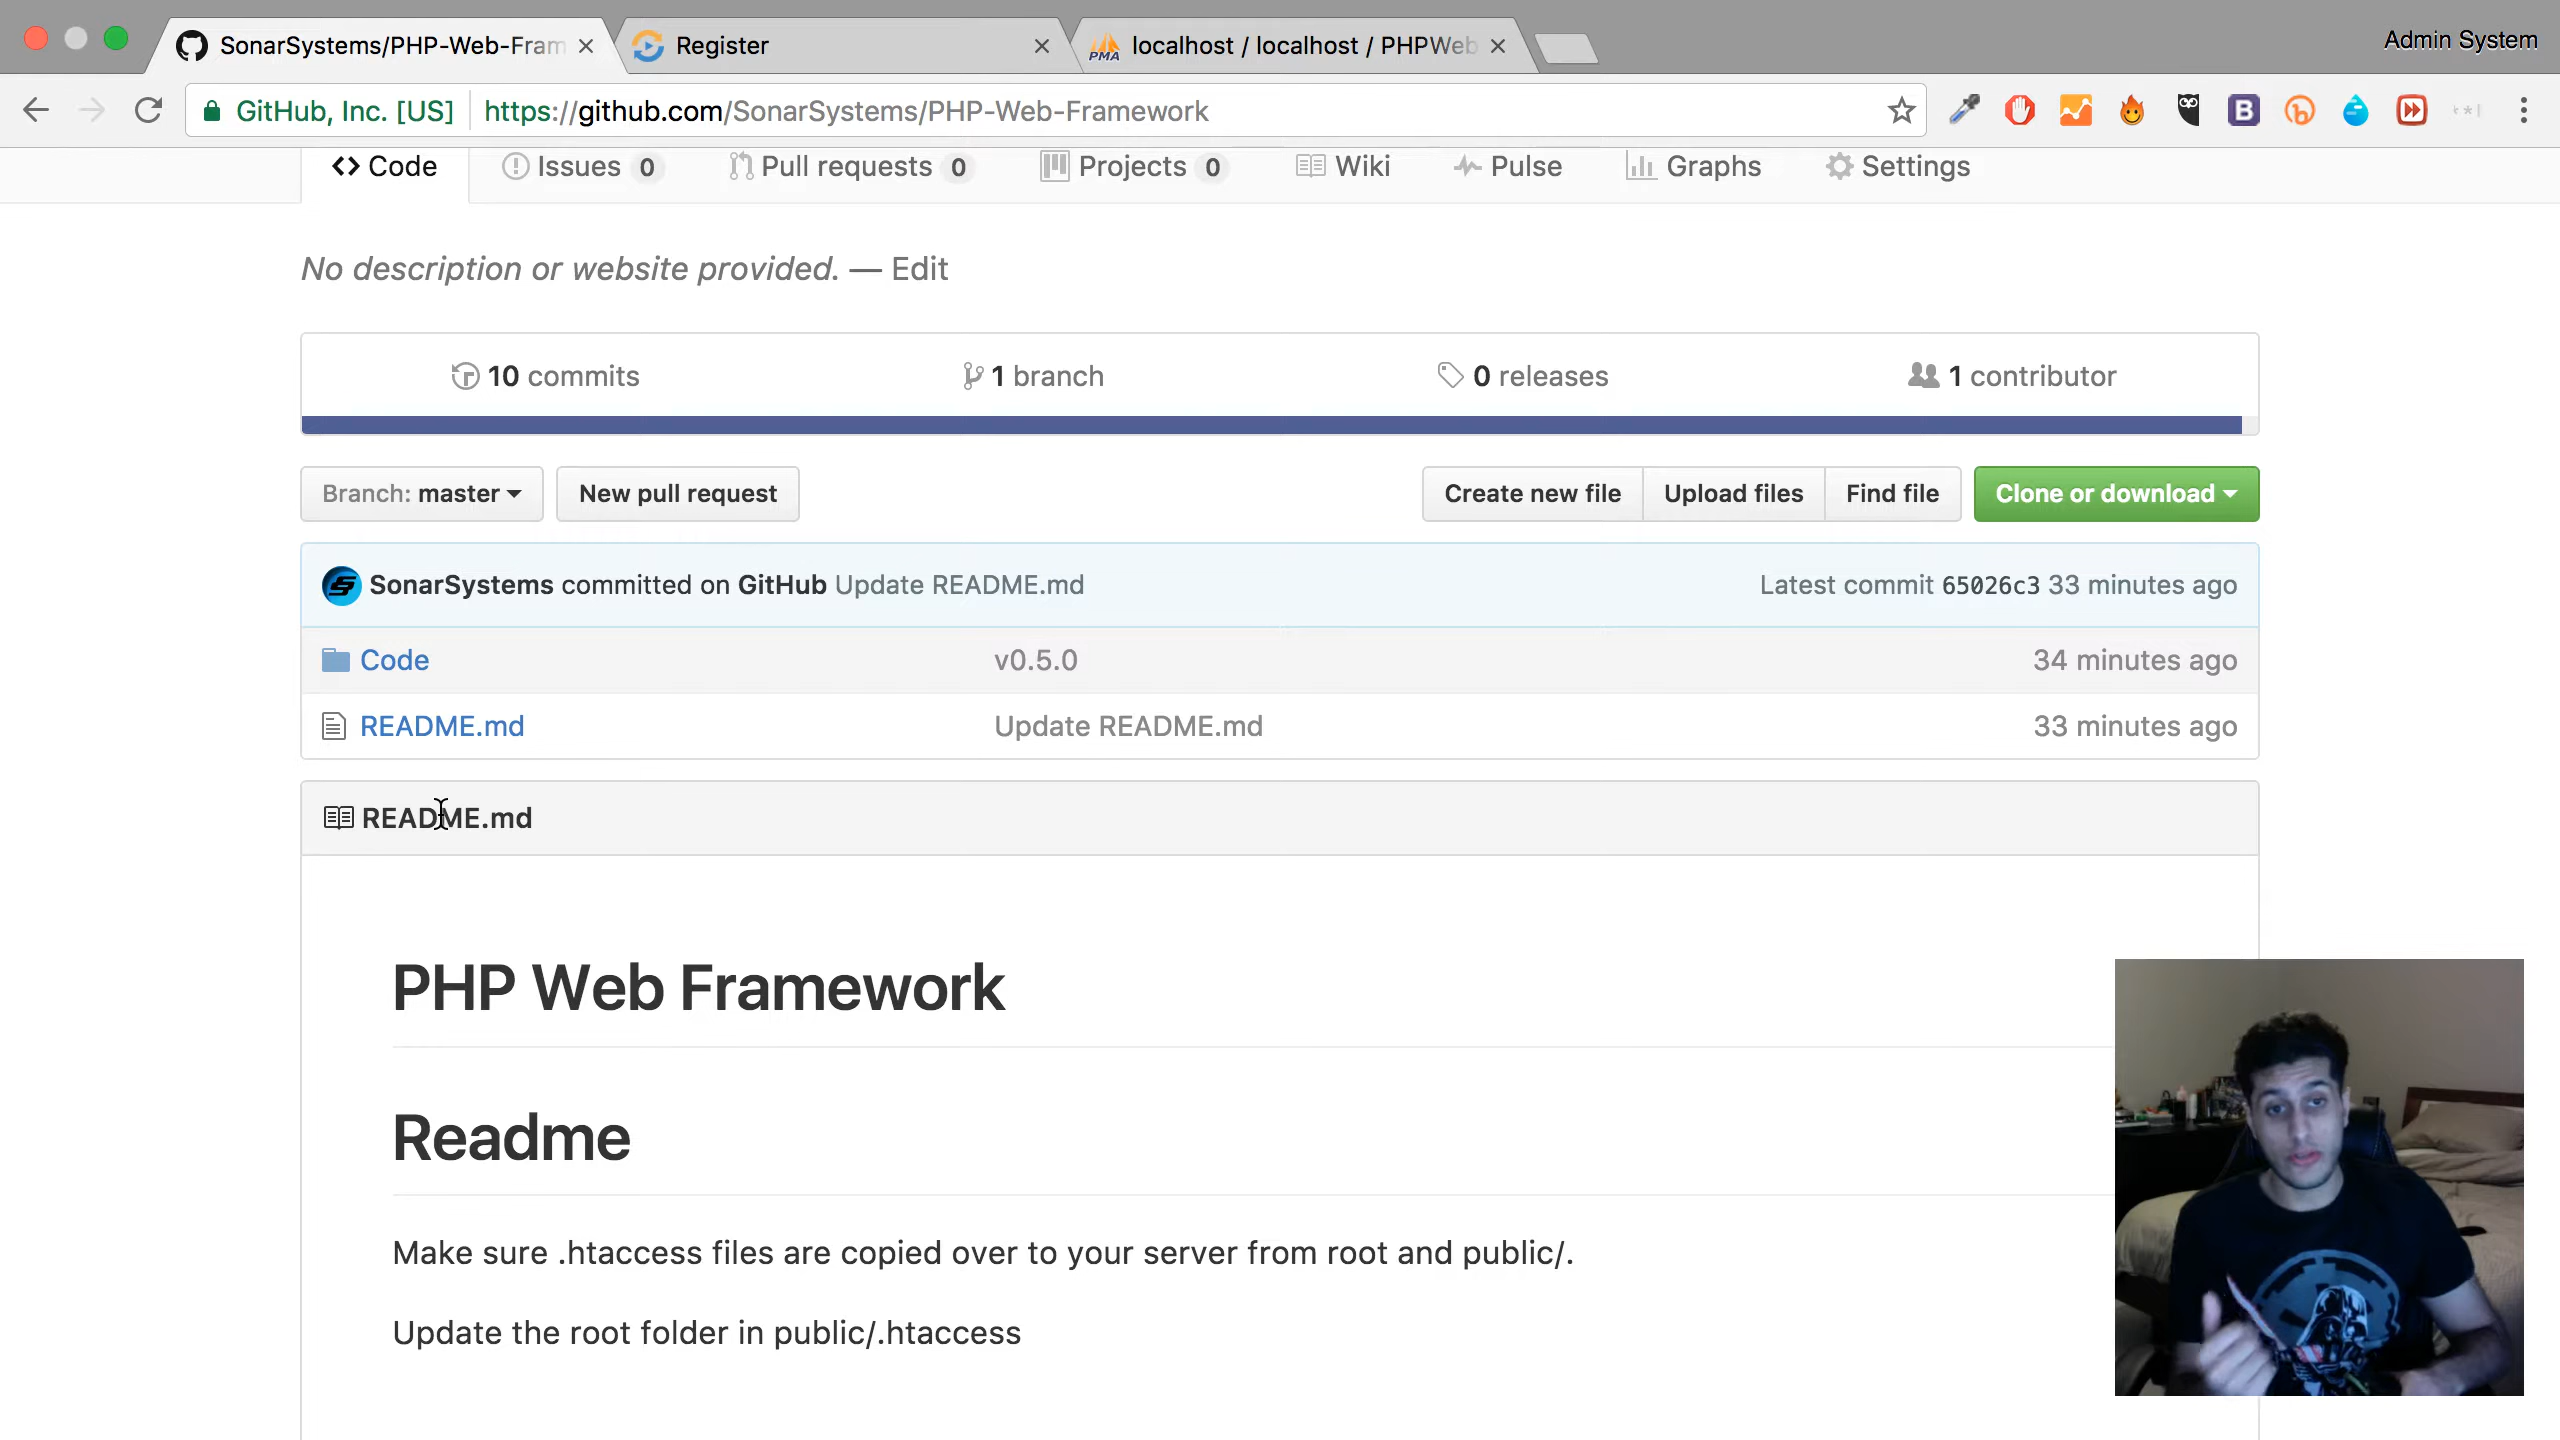 SonarSystems/PHP-Web-Fram
Register
PMA
localhost / localhost / PHPWeb
Admin System
GitHub, Inc. [US]
https://github.com/SonarSystems/PHP-Web-Framework
B
Code
Issues 0
Pull requests 0
Projects 0
Wiki
Pulse
Graphs
Settings
No description or website provided. — Edit
10 commits
1 branch
0 releases
1 contributor
Branch: master
New pull request
Create new file
Upload files
Find file
Clone or download
SonarSystems committed on GitHub Update README.md
Latest commit 65026c3 33 minutes ago
Code
v0.5.0
34 minutes ago
README.md
Update README.md
33 minutes ago
README.md
PHP Web Framework
Readme
Make sure .htaccess files are copied over to your server from root and public/.
Update the root folder in public/.htaccess